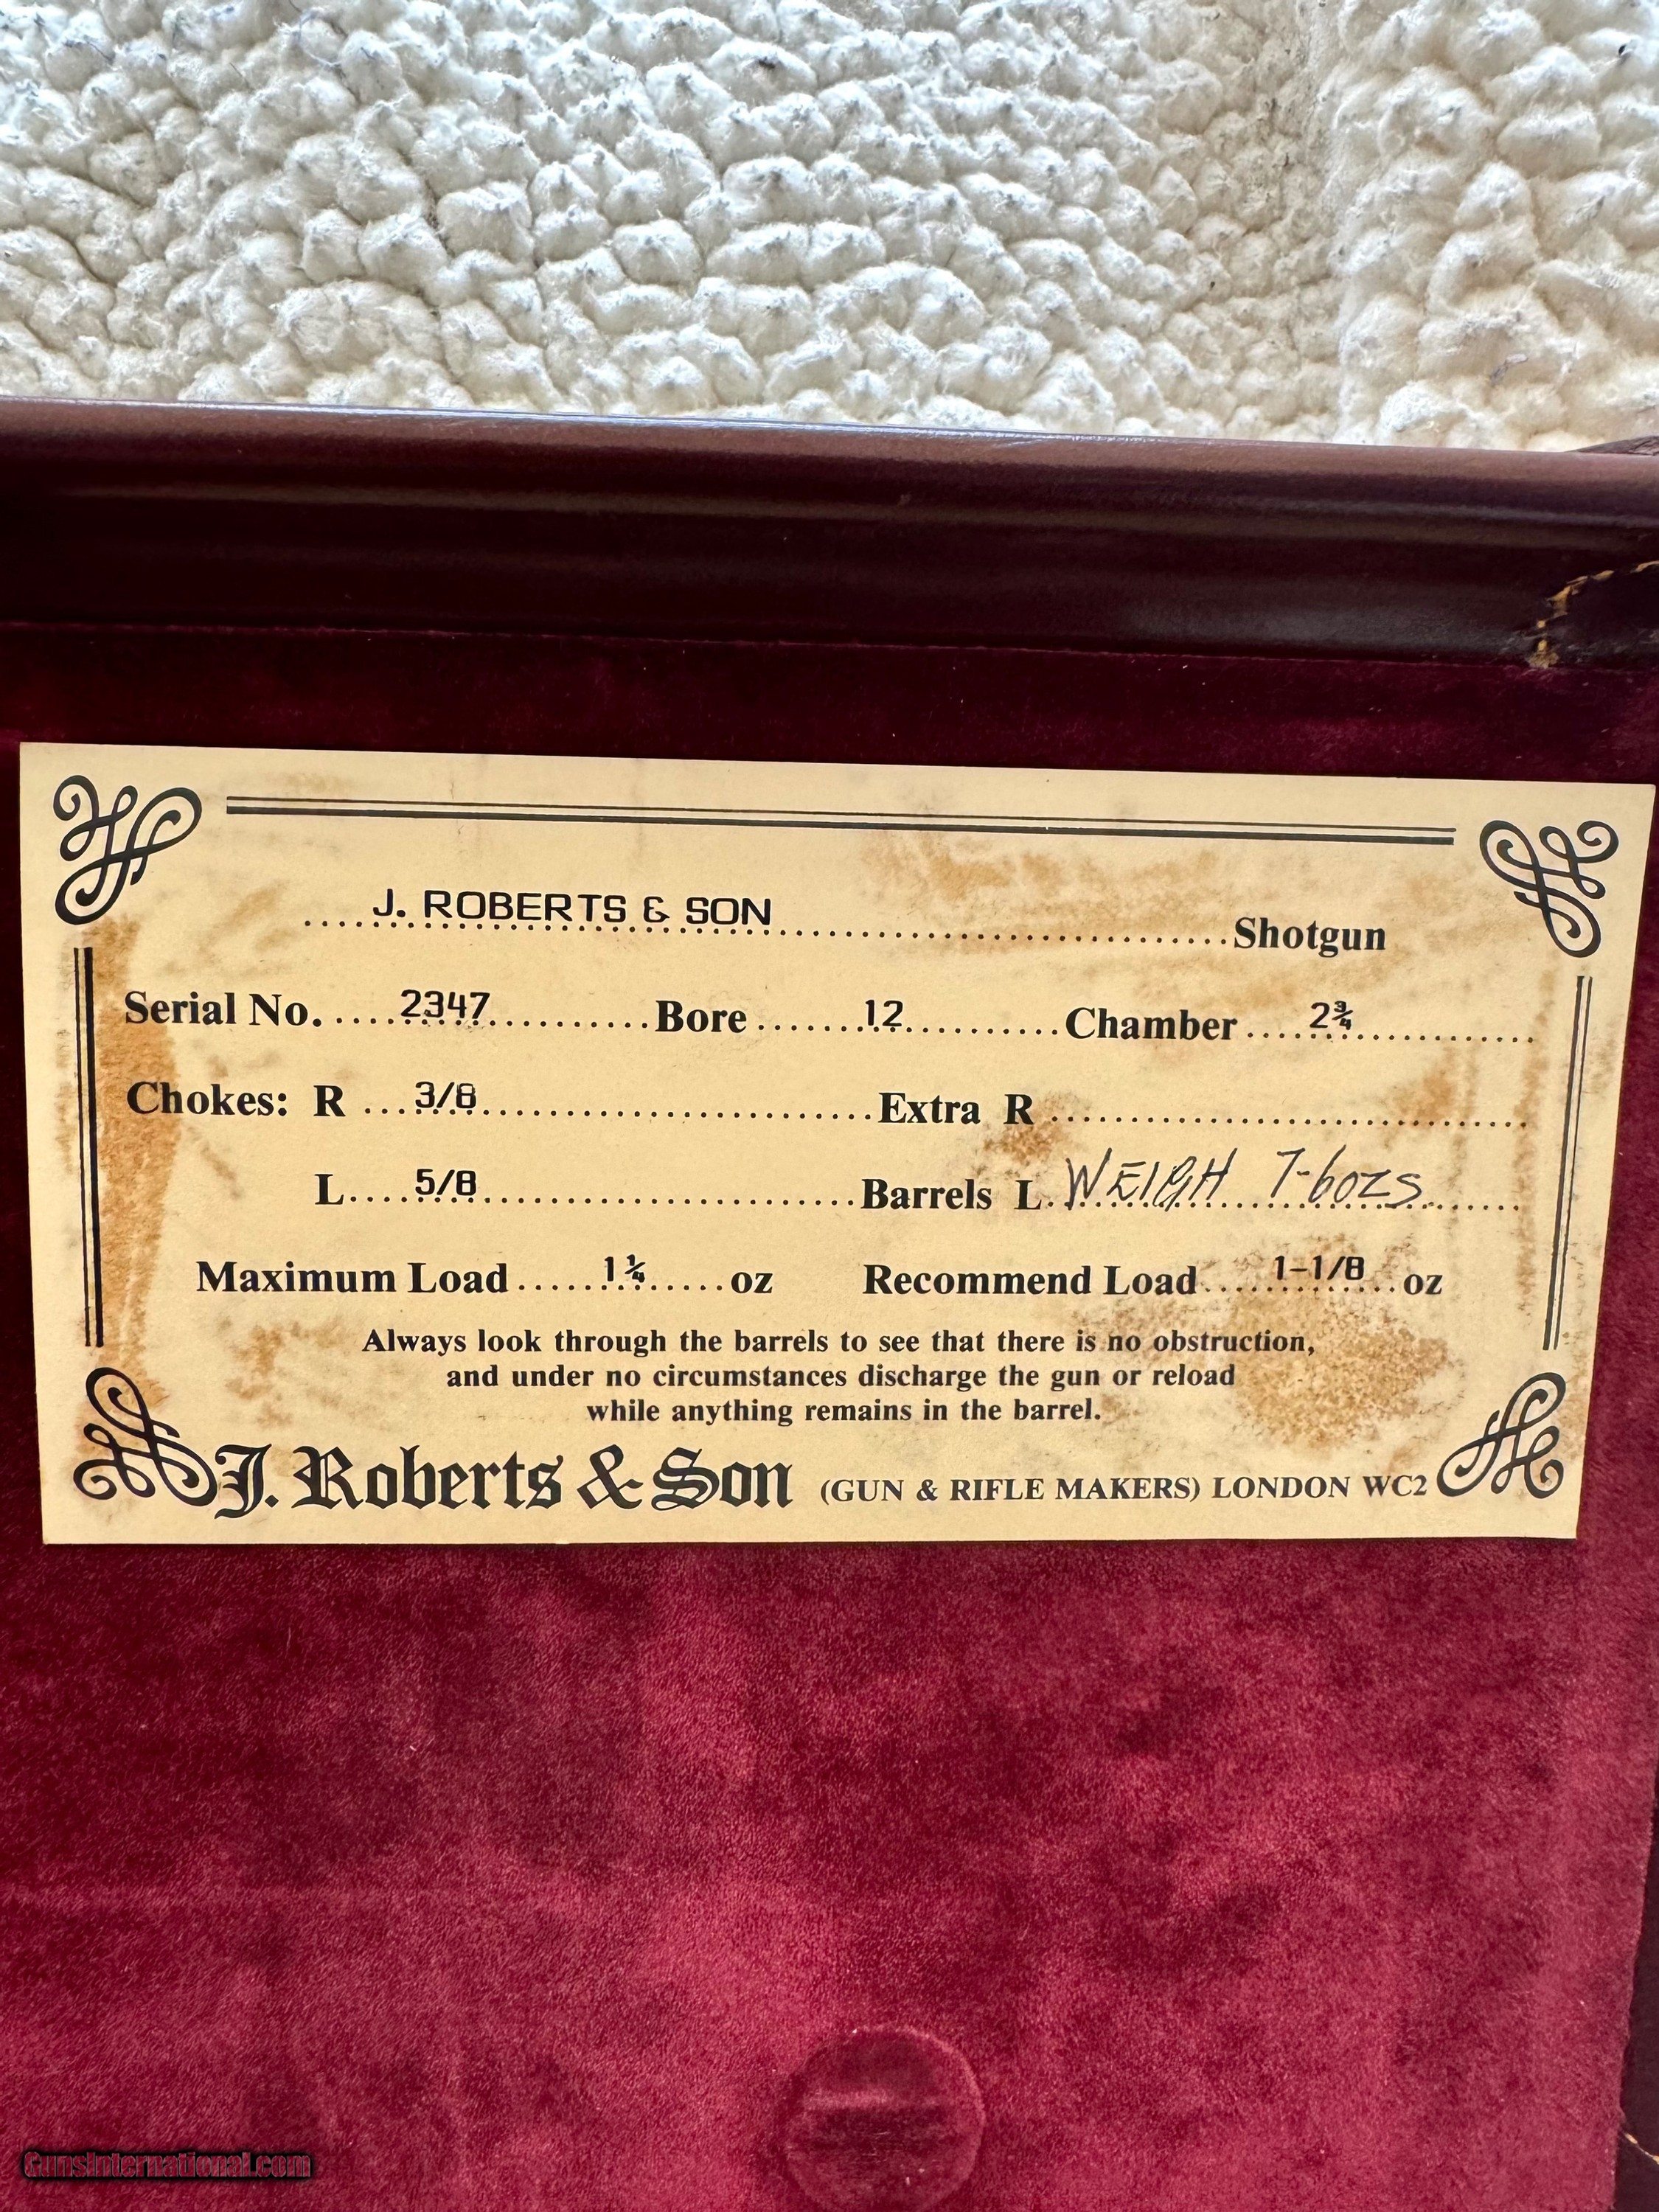 J. ROBERTS & SON Shotgun
Serial No. 2347 Bore 12 Chamber 2¾
Chokes: R 3/8 Extra R
L 5/8 Barrels L WEIGH 7-6ozs
Maximum Load 1¼ oz Recommend Load 1-1/8 oz
Always look through the barrels to see that there is no obstruction,
and under no circumstances discharge the gun or reload
while anything remains in the barrel.
J. Roberts & Son (GUN & RIFLE MAKERS) LONDON WC2
GunsInternational.com